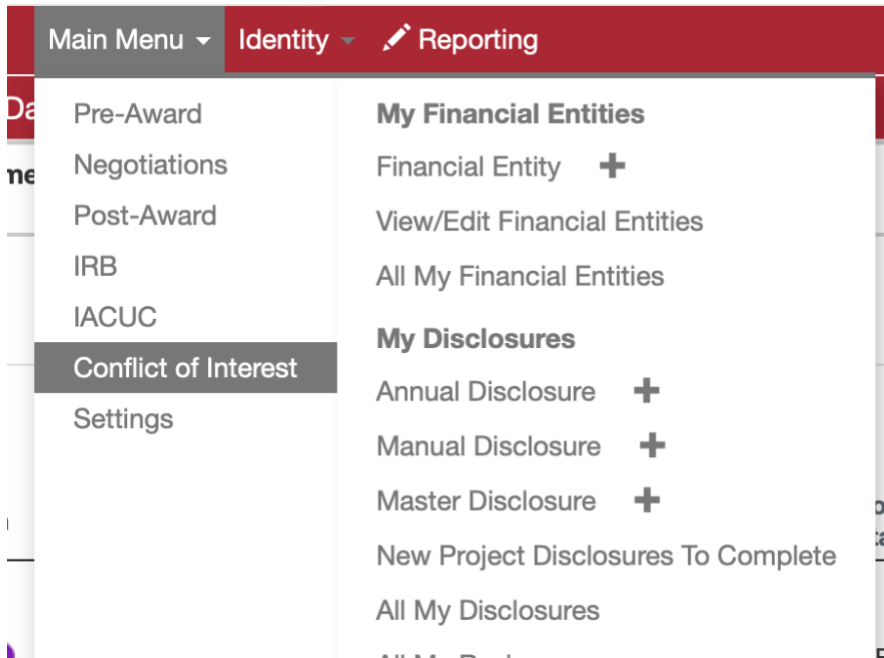 Main Menu Identity Reporting
Pre-Award
Negotiations
Post-Award
IRB
IACUC
Conflict of Interest
Settings
My Financial Entities
Financial Entity
View/Edit Financial Entities
All My Financial Entities
My Disclosures
Annual Disclosure
Manual Disclosure
Master Disclosure
New Project Disclosures To Complete
All My Disclosures